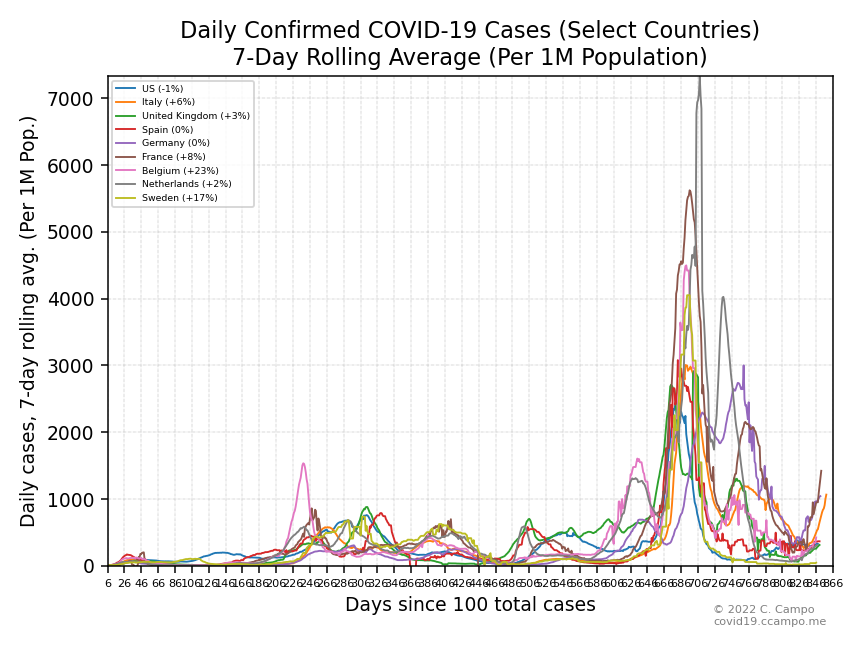 Daily Confirmed COVID-19 Cases (Select Countries)
7-Day Rolling Average (Per 1M Population)
Daily cases, 7-day rolling avg. (Per 1M Pop.)
7000
6000
5000
4000
3000
2000
1000
0
US (-1%)
Italy (+6%)
United Kingdom (+3%)
Spain (0%)
Germany (0%)
France (+8%)
Belgium (+23%)
Netherlands (+2%)
Sweden (+17%)
6 26 46 66 86 106 126 146 166 186 206 226 246 266 286 306 326 346 366 386 406 426 446 466 486 506 526 546 566 586 606 626 646 666 686 706 726 746 766 786 806 826 846 866
Days since 100 total cases
© 2022 C. Campo
covid19.ccampo.me